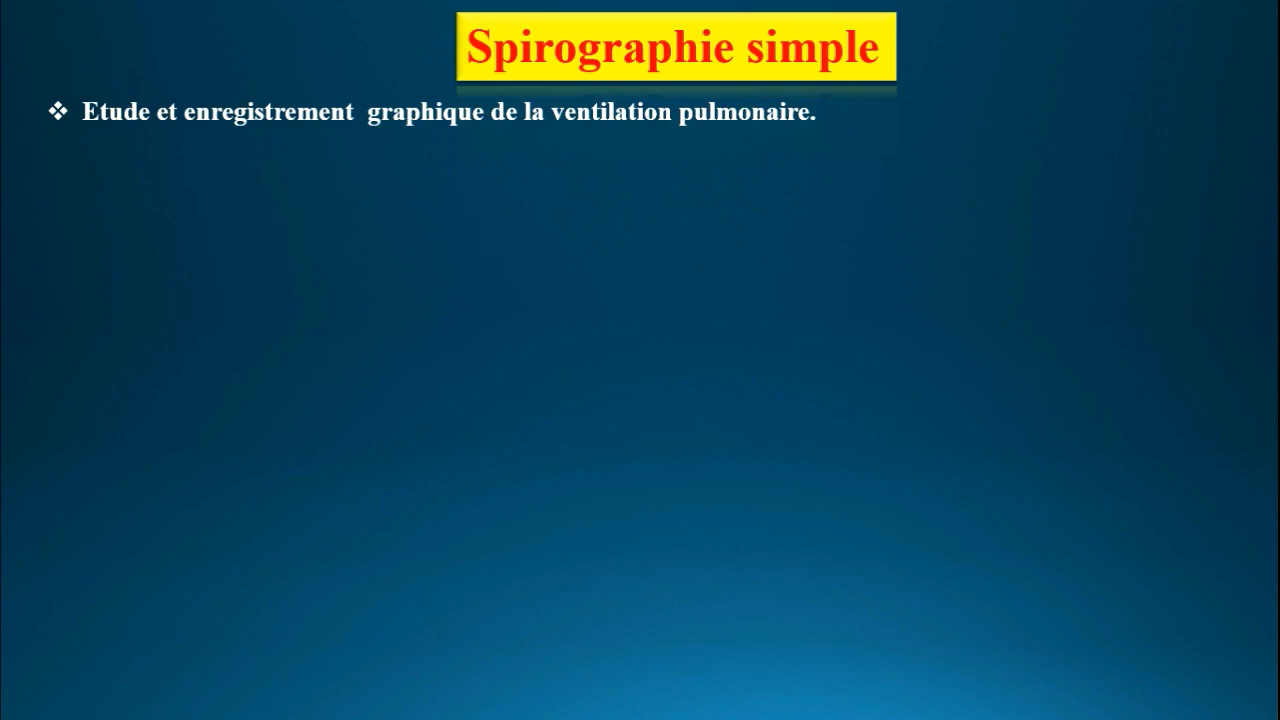 Spirographie simple
❖ Etude et enregistrement graphique de la ventilation pulmonaire.